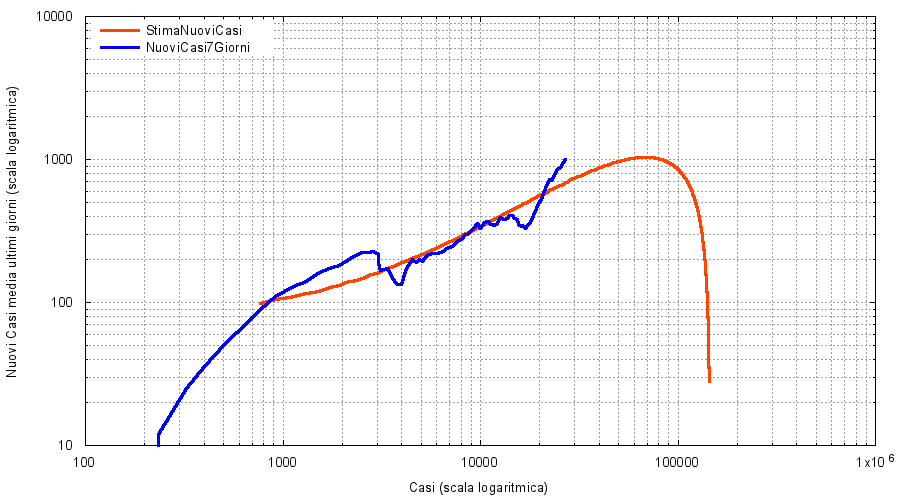 10000
1000
100
10
StimaNuoviCasi
NuoviCasi7Giorni
Nuovi Casi media ultimi giorni (scala logaritmica)
100
1000
10000
100000
1x10 6
Casi (scala logaritmica)